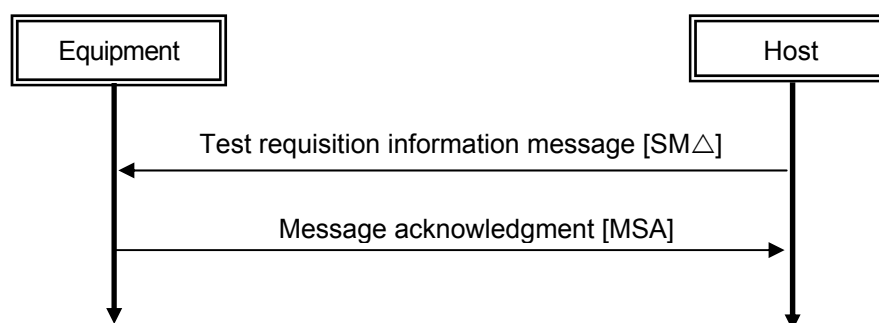 Equipment
Host
Test requisition information message [SM△]
Message acknowledgment [MSA]